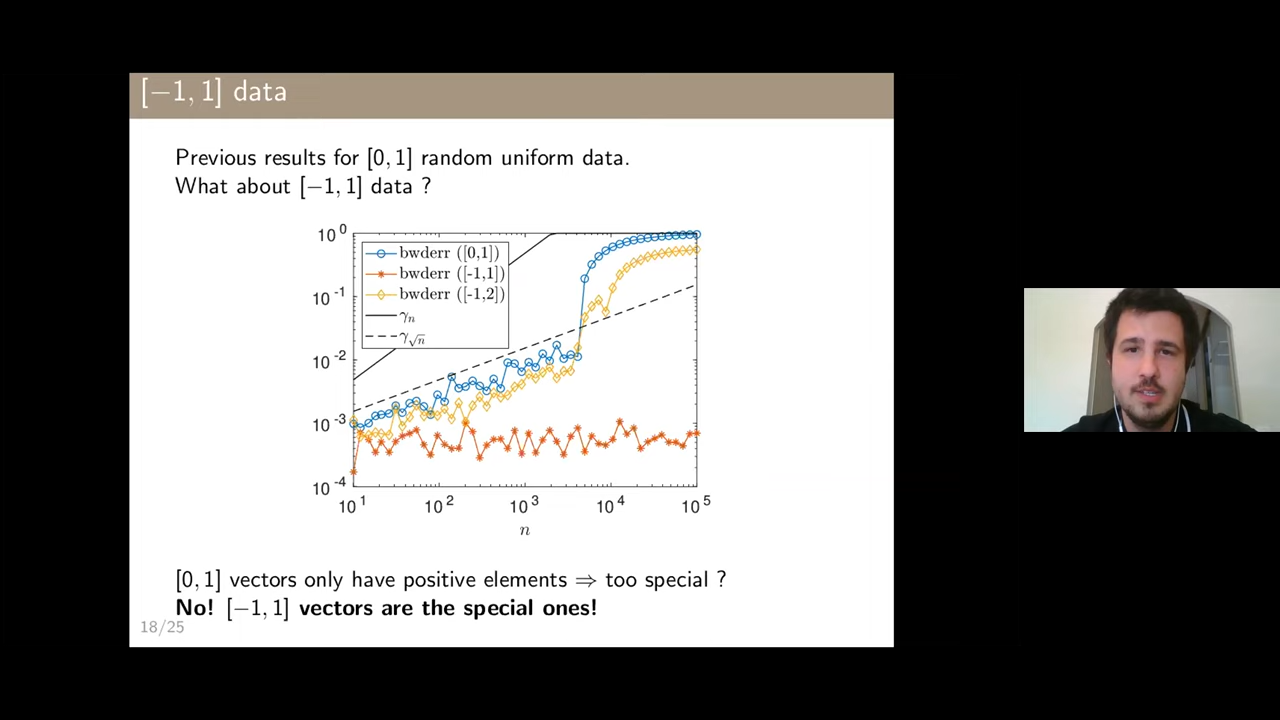 [−1, 1] data
Previous results for [0, 1] random uniform data.
What about [−1, 1] data ?
10^0
10^-1
10^-2
10^-3
10^-4
bwderr ([0,1])
bwderr ([-1,1])
bwderr ([-1,2])
γ_n
γ_√n
10^1 10^2 10^3 10^4 10^5
n
[0, 1] vectors only have positive elements ⇒ too special ?
No! [−1, 1] vectors are the special ones!
18/25